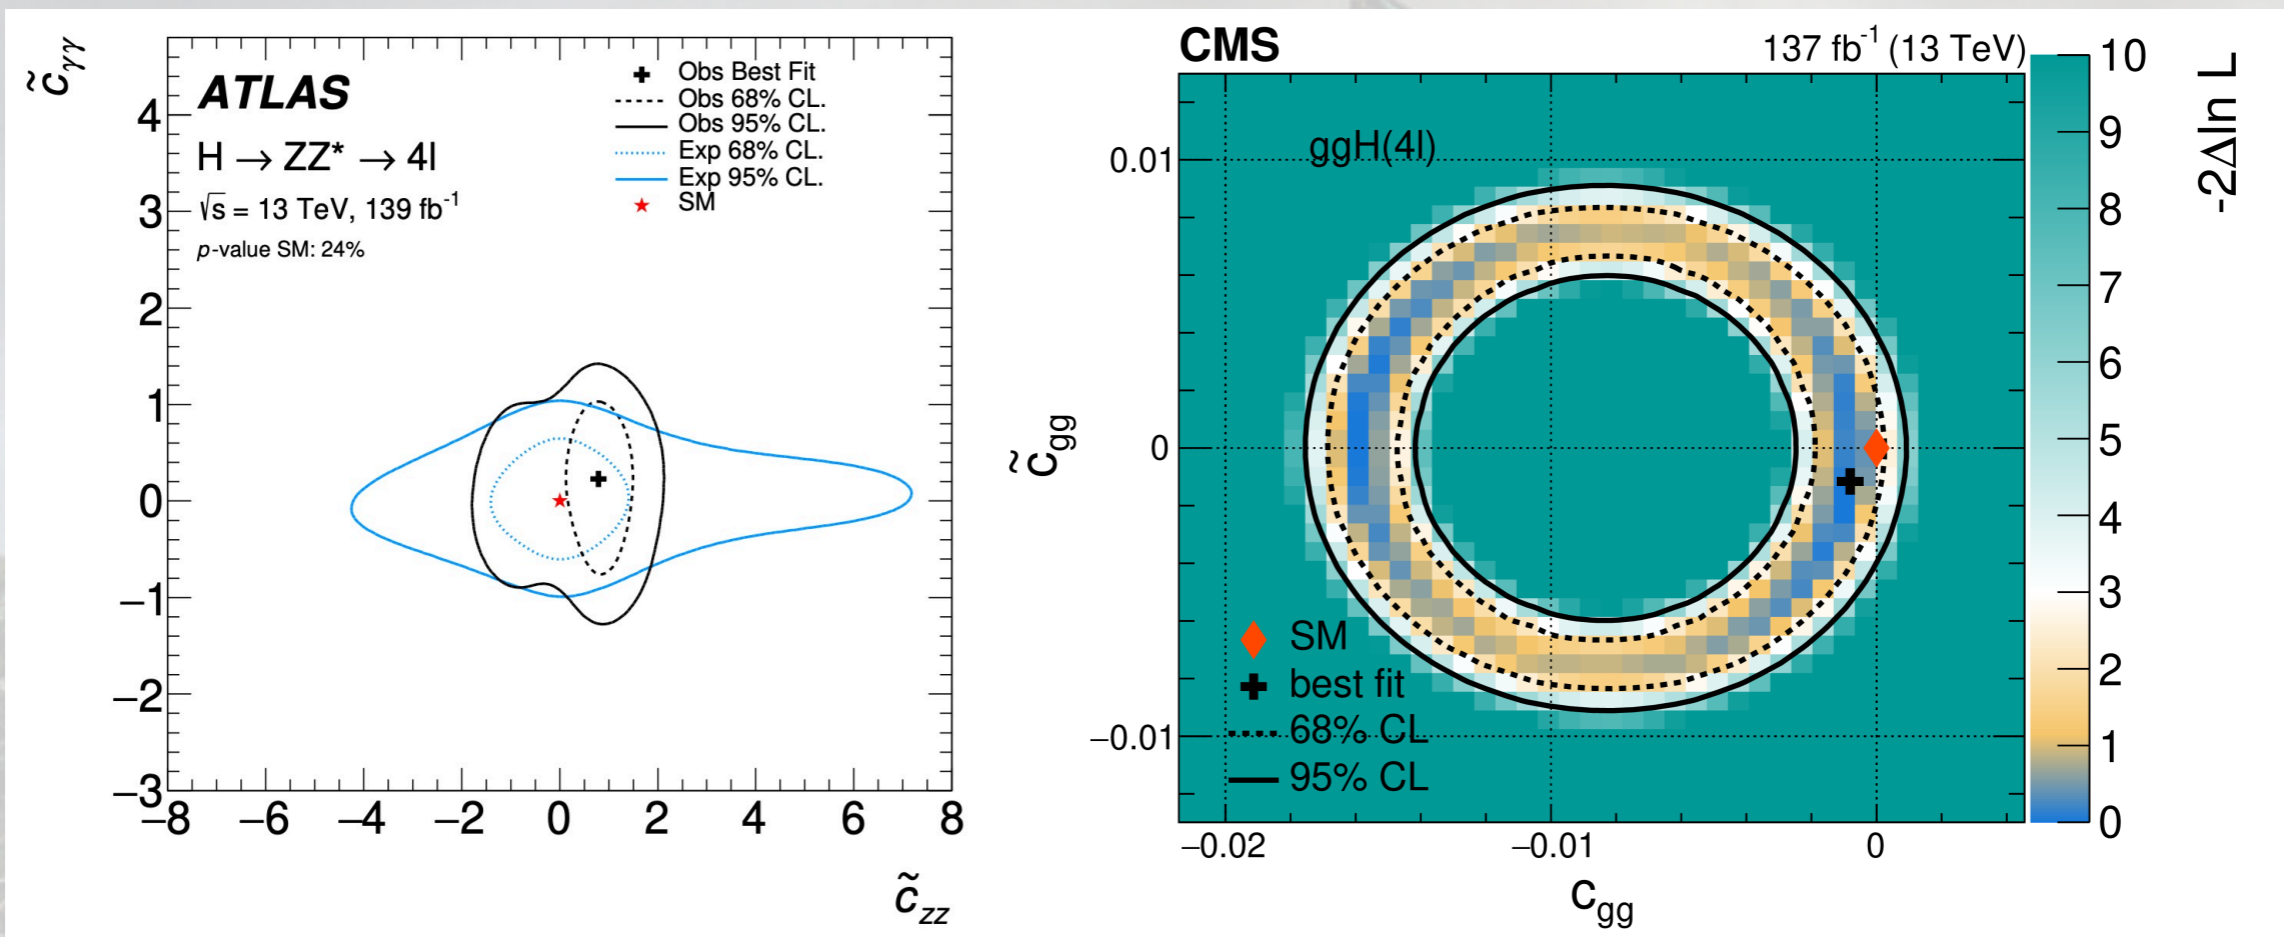 c̃γγ
ATLAS
H → ZZ* → 4l
√s = 13 TeV, 139 fb⁻¹
p-value SM: 24%
Obs Best Fit
Obs 68% CL.
Obs 95% CL.
Exp 68% CL.
Exp 95% CL.
SM
4
3
2
1
0
−1
−2
−3
−8 −6 −4 −2 0 2 4 6 8
c̃zz
CMS
137 fb⁻¹ (13 TeV)
ggH(4l)
0.01
0
−0.01
c̃gg
SM
best fit
68% CL
95% CL
−0.02 −0.01 0
cgg
10
9
8
7
6
5
4
3
2
1
0
-2Δln L